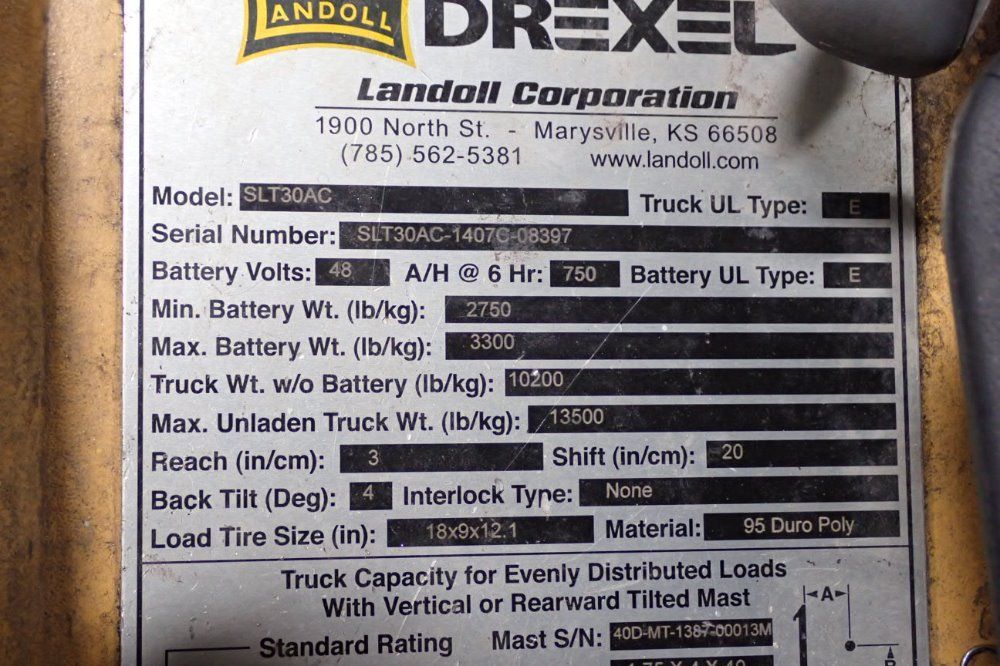 LANDOLL DREXEL
Landoll Corporation
1900 North St. - Marysville, KS 66508
(785) 562-5381 www.landoll.com
Model: SLT30AC Truck UL Type: E
Serial Number: SLT30AC-1407C-08397
Battery Volts: 48 A/H @ 6 Hr: 750 Battery UL Type: E
Min. Battery Wt. (lb/kg): 2750
Max. Battery Wt. (lb/kg): 3300
Truck Wt. w/o Battery (lb/kg): 10200
Max. Unladen Truck Wt. (lb/kg): 13500
Reach (in/cm): 3 Shift (in/cm): 20
Back Tilt (Deg): 4 Interlock Type: None
Load Tire Size (in): 18x9x12.1 Material: 95 Duro Poly
Truck Capacity for Evenly Distributed Loads
With Vertical or Rearward Tilted Mast
A
Standard Rating Mast S/N: 40D-MT-1387-00013M